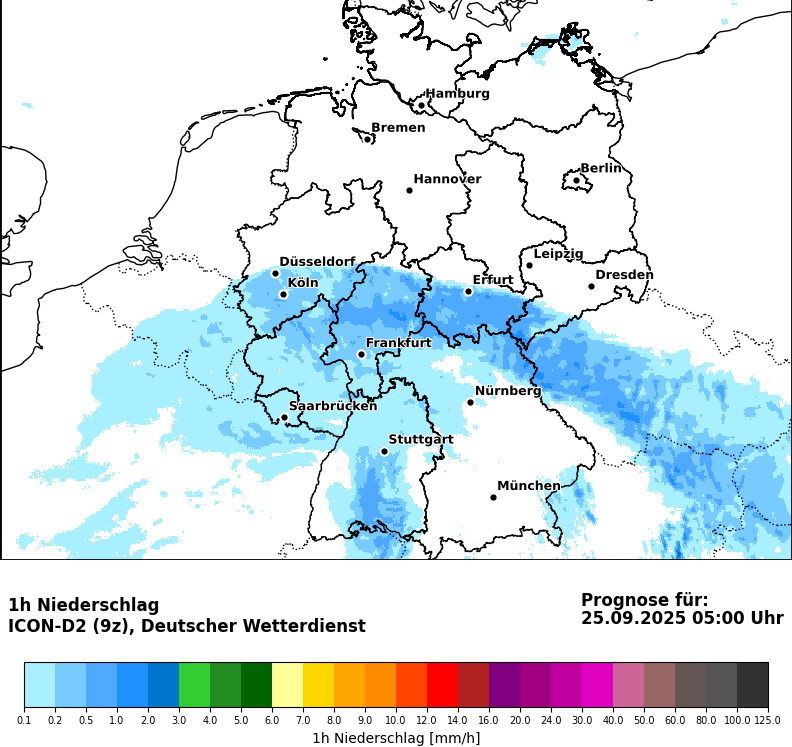 Hamburg
Bremen
Berlin
Hannover
Leipzig
Düsseldorf
Dresden
Köln
Erfurt
Frankfurt
Nürnberg
Saarbrücken
Stuttgart
München
1h Niederschlag
ICON-D2 (9z), Deutscher Wetterdienst
Prognose für:
25.09.2025 05:00 Uhr
0.1 0.2 0.5 1.0 2.0 3.0 4.0 5.0 6.0 7.0 8.0 9.0 10.0 12.0 14.0 16.0 20.0 24.0 30.0 40.0 50.0 60.0 80.0 100.0 125.0
1h Niederschlag [mm/h]